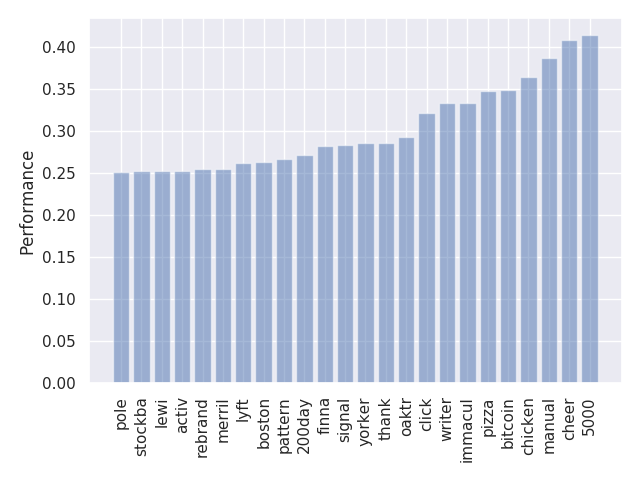 Performance
0.40
0.35
0.30
0.25
0.20
0.15
0.10
0.05
0.00
pole
stockba
lewi
activ
rebrand
merril
lyft
boston
pattern
200day
finna
signal
yorker
thank
oaktr
click
writer
immacul
pizza
bitcoin
chicken
manual
cheer
5000